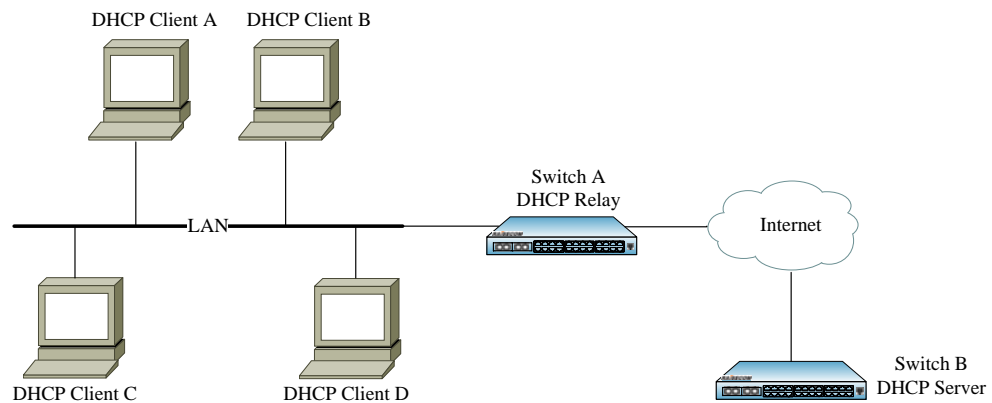 DHCP Client A
DHCP Client B
Switch A
DHCP Relay
LAN
Internet
DHCP Client C
DHCP Client D
Switch B
DHCP Server